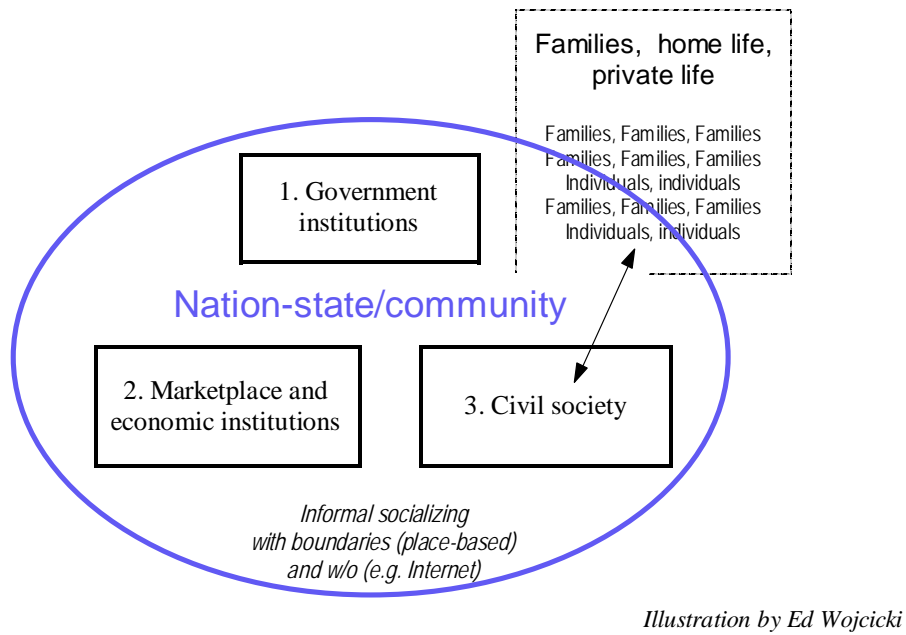 Families, home life,
private life
Families, Families, Families
Families, Families, Families
Individuals, individuals
Families, Families, Families
Individuals, individuals
1. Government
institutions
Nation-state/community
2. Marketplace and
economic institutions
3. Civil society
Informal socializing
with boundaries (place-based)
and w/o (e.g. Internet)
Illustration by Ed Wojcicki